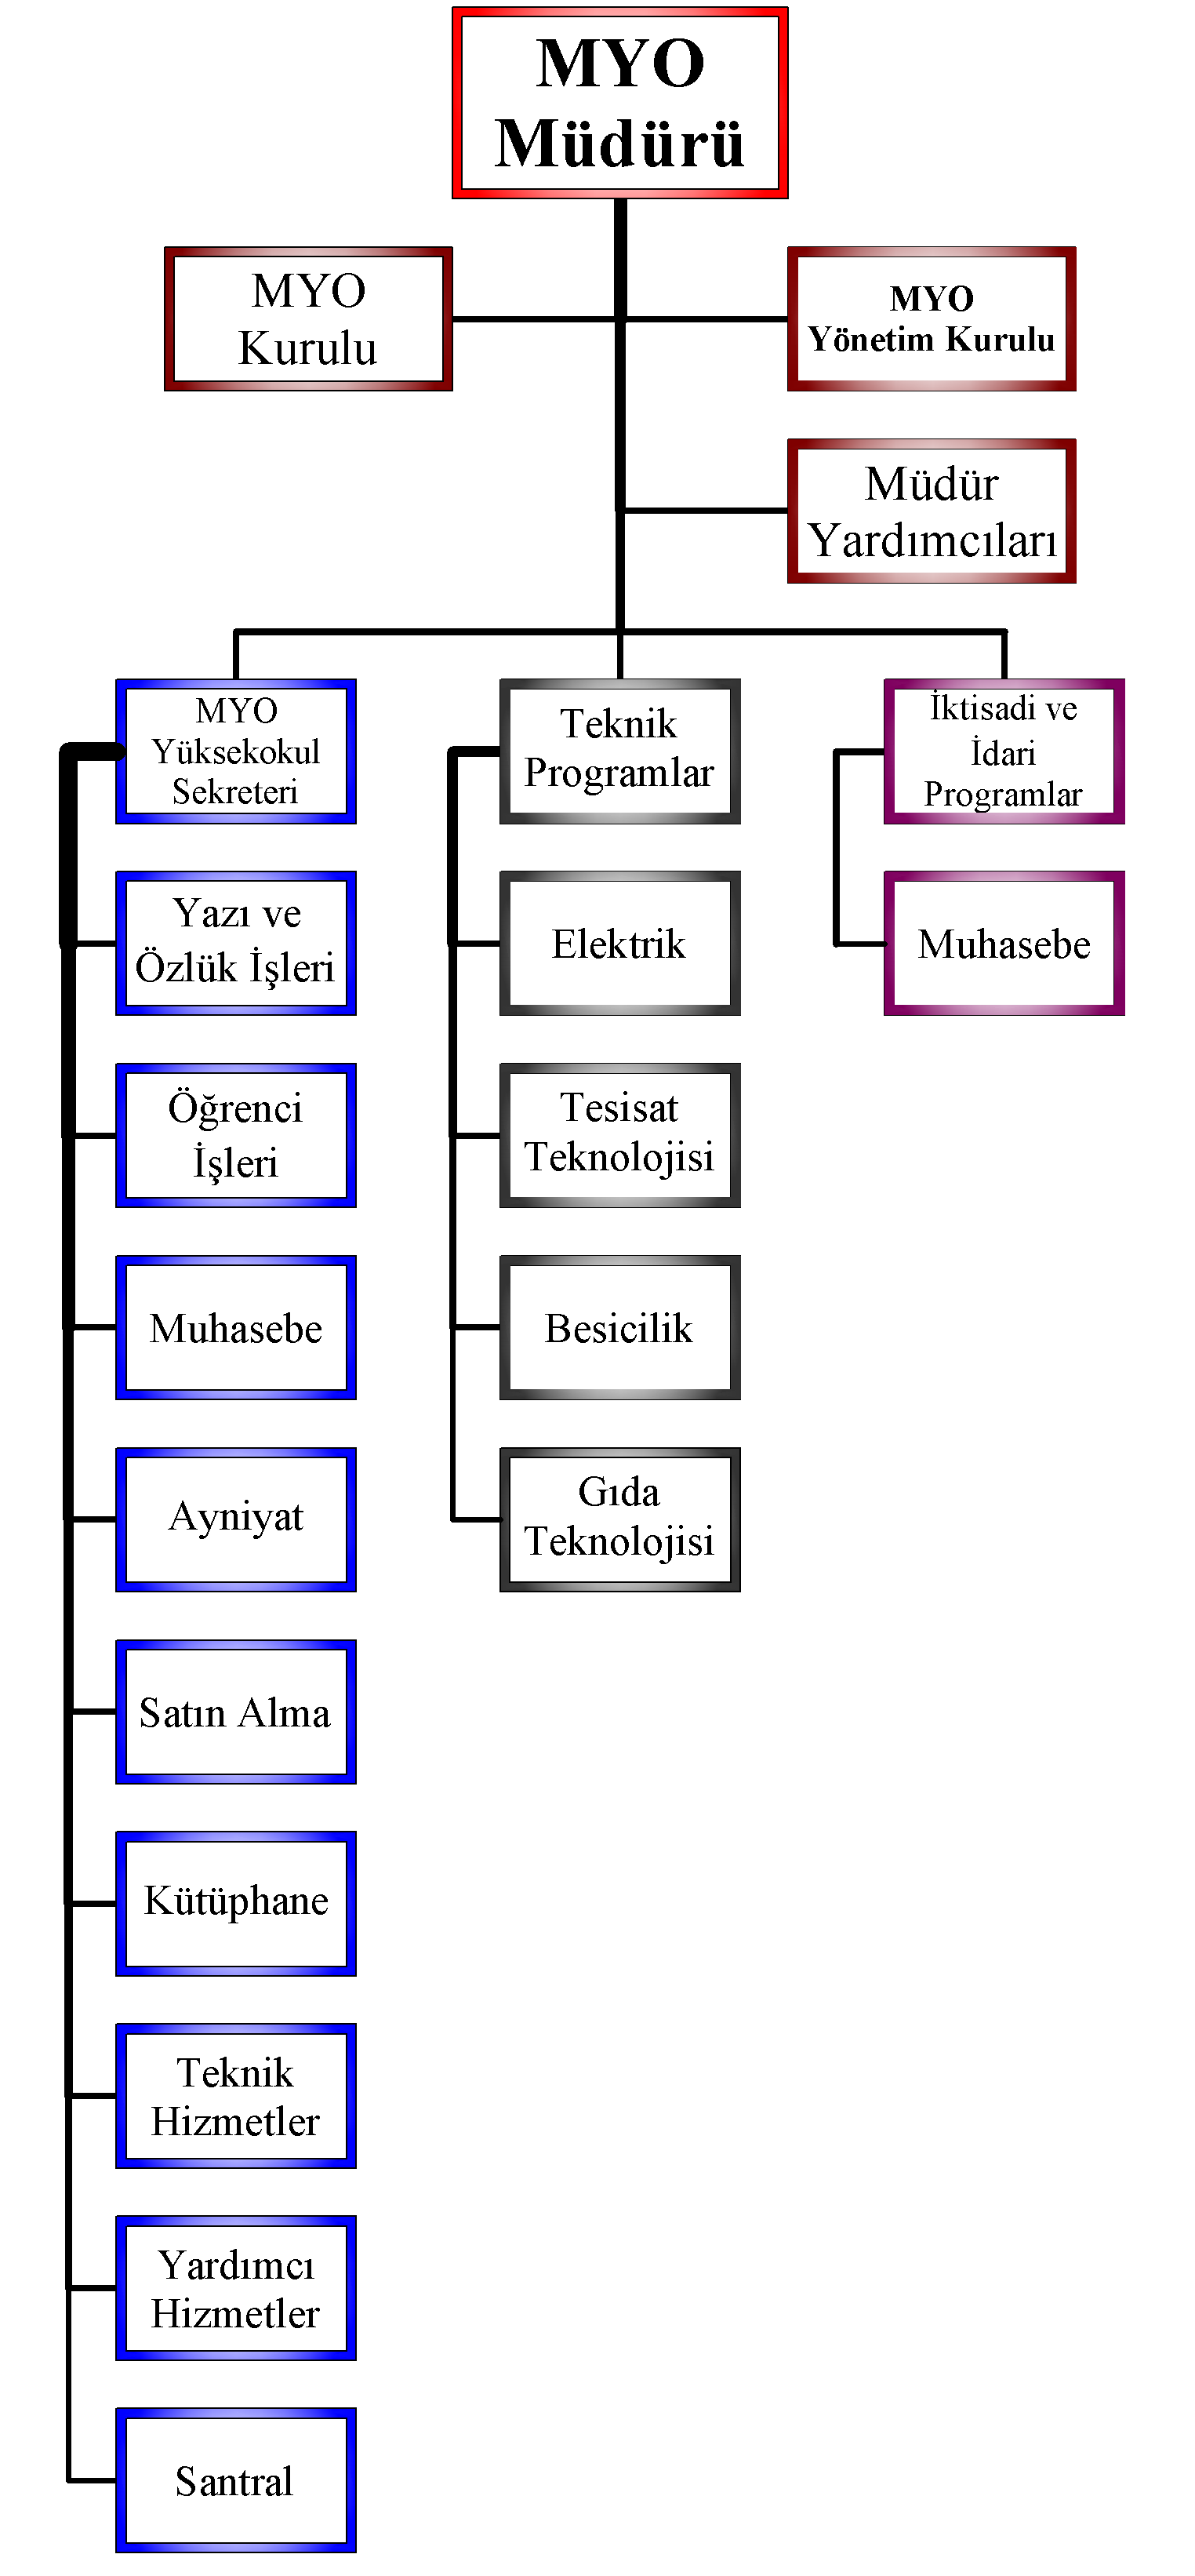 MYO
Müdürü
MYO
Kurulu
MYO
Yönetim Kurulu
Müdür
Yardımcıları
MYO
Yüksekokul
Sekreteri
Teknik
Programlar
İktisadi ve
İdari
Programlar
Yazı ve
Özlük İşleri
Elektrik
Muhasebe
Öğrenci
İşleri
Tesisat
Teknolojisi
Muhasebe
Besicilik
Ayniyat
Gıda
Teknolojisi
Satın Alma
Kütüphane
Teknik
Hizmetler
Yardımcı
Hizmetler
Santral